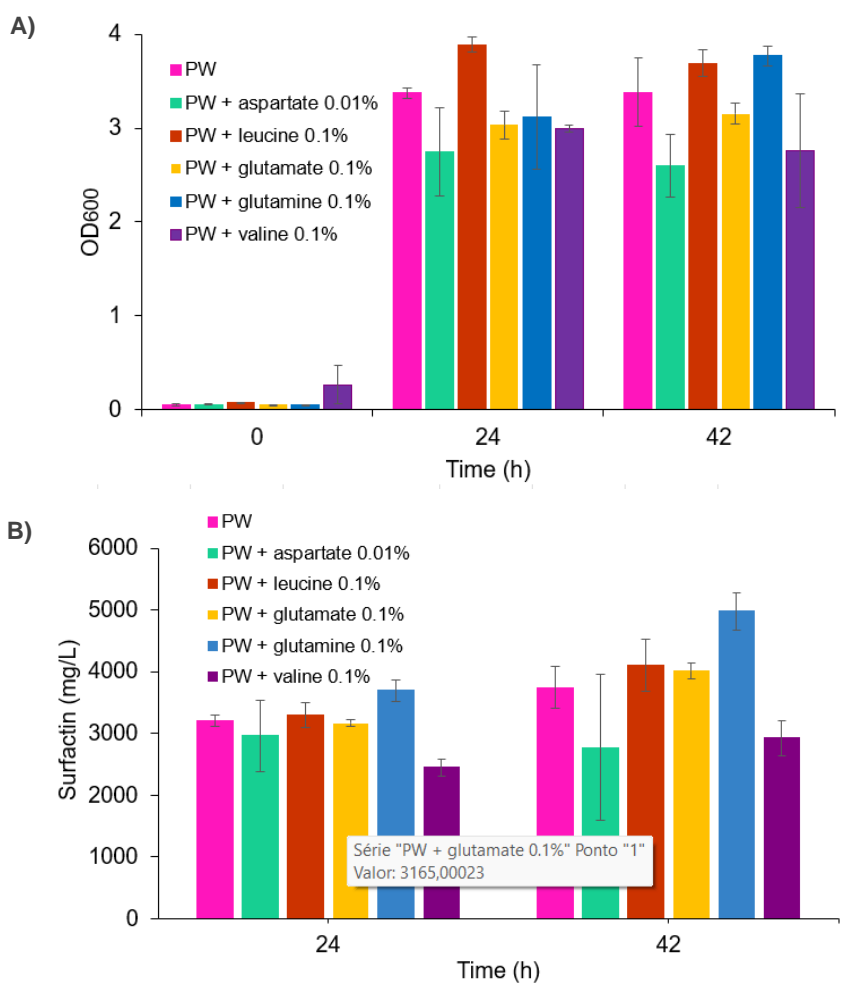 A)
4
3
2
1
0
OD600
PW
PW + aspartate 0.01%
PW + leucine 0.1%
PW + glutamate 0.1%
PW + glutamine 0.1%
PW + valine 0.1%
0
24
42
Time (h)
B)
6000
5000
4000
3000
2000
1000
0
Surfactin (mg/L)
PW
PW + aspartate 0.01%
PW + leucine 0.1%
PW + glutamate 0.1%
PW + glutamine 0.1%
PW + valine 0.1%
Série "PW + glutamate 0.1%" Ponto "1"
Valor: 3165,00023
24
42
Time (h)